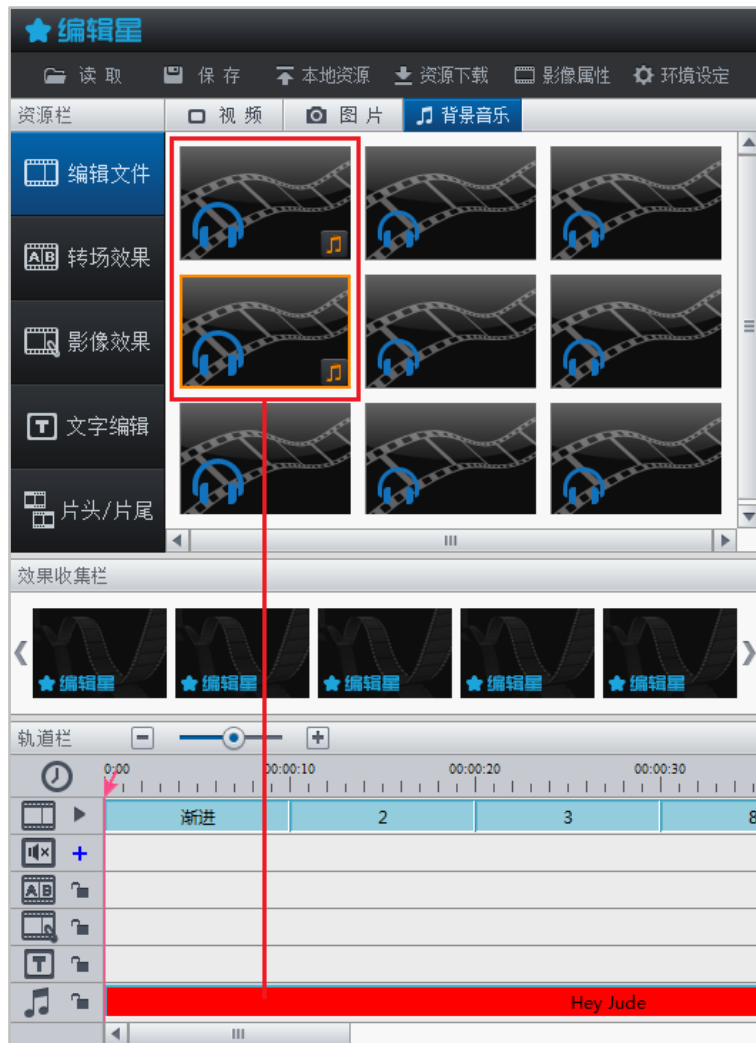 编辑星
读 取 保 存 本地资源 资源下载 影像属性 环境设定
资源栏 视 频 图 片 背景音乐
编辑文件
A B 转场效果
影像效果
T 文字编辑
片头/片尾
效果收集栏
编辑星 编辑星 编辑星 编辑星 编辑星
轨道栏
0:00 00:00:10 00:00:20 00:00:30
渐进 2 3 8
A B
T
Hey Jude